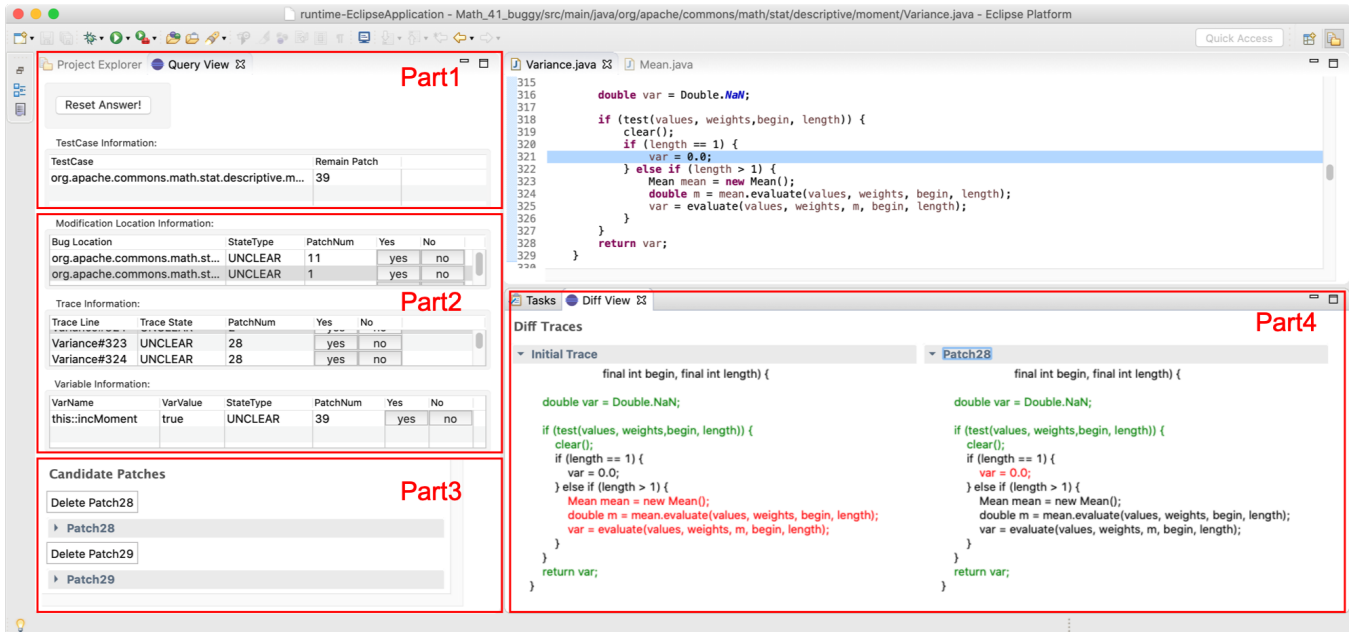 runtime-EclipseApplication - Math_41_buggy/src/main/java/org/apache/commons/math/stat/descriptive/moment/Variance.java - Eclipse Platform
Quick Access
Project Explorer Query View
Part1
Reset Answer!
TestCase Information:
TestCase Remain Patch
org.apache.commons.math.stat.descriptive.m... 39
Modification Location Information:
Bug Location StateType PatchNum Yes No
org.apache.commons.math.st... UNCLEAR 11 yes no
org.apache.commons.math.st... UNCLEAR 1 yes no
Part2
Trace Information:
Trace Line Trace State PatchNum Yes No
Variance#323 UNCLEAR 28 yes no
Variance#324 UNCLEAR 28 yes no
Variable Information:
VarName VarValue StateType PatchNum Yes No
this::incMoment true UNCLEAR 39 yes no
Candidate Patches
Part3
Delete Patch28
Patch28
Delete Patch29
Patch29
Variance.java Mean.java
315
316 double var = Double.NaN;
317
318 if (test(values, weights,begin, length)) {
319 clear();
320 if (length == 1) {
321 var = 0.0;
322 } else if (length > 1) {
323 Mean mean = new Mean();
324 double m = mean.evaluate(values, weights, begin, length);
325 var = evaluate(values, weights, m, begin, length);
326 }
327 }
328 return var;
329 }
330
Tasks Diff View
Part4
Diff Traces
Initial Trace
final int begin, final int length) {
double var = Double.NaN;
if (test(values, weights,begin, length)) {
clear();
if (length == 1) {
var = 0.0;
} else if (length > 1) {
Mean mean = new Mean();
double m = mean.evaluate(values, weights, begin, length);
var = evaluate(values, weights, m, begin, length);
}
}
return var;
}
Patch28
final int begin, final int length) {
double var = Double.NaN;
if (test(values, weights,begin, length)) {
clear();
if (length == 1) {
var = 0.0;
} else if (length > 1) {
Mean mean = new Mean();
double m = mean.evaluate(values, weights, begin, length);
var = evaluate(values, weights, m, begin, length);
}
}
return var;
}